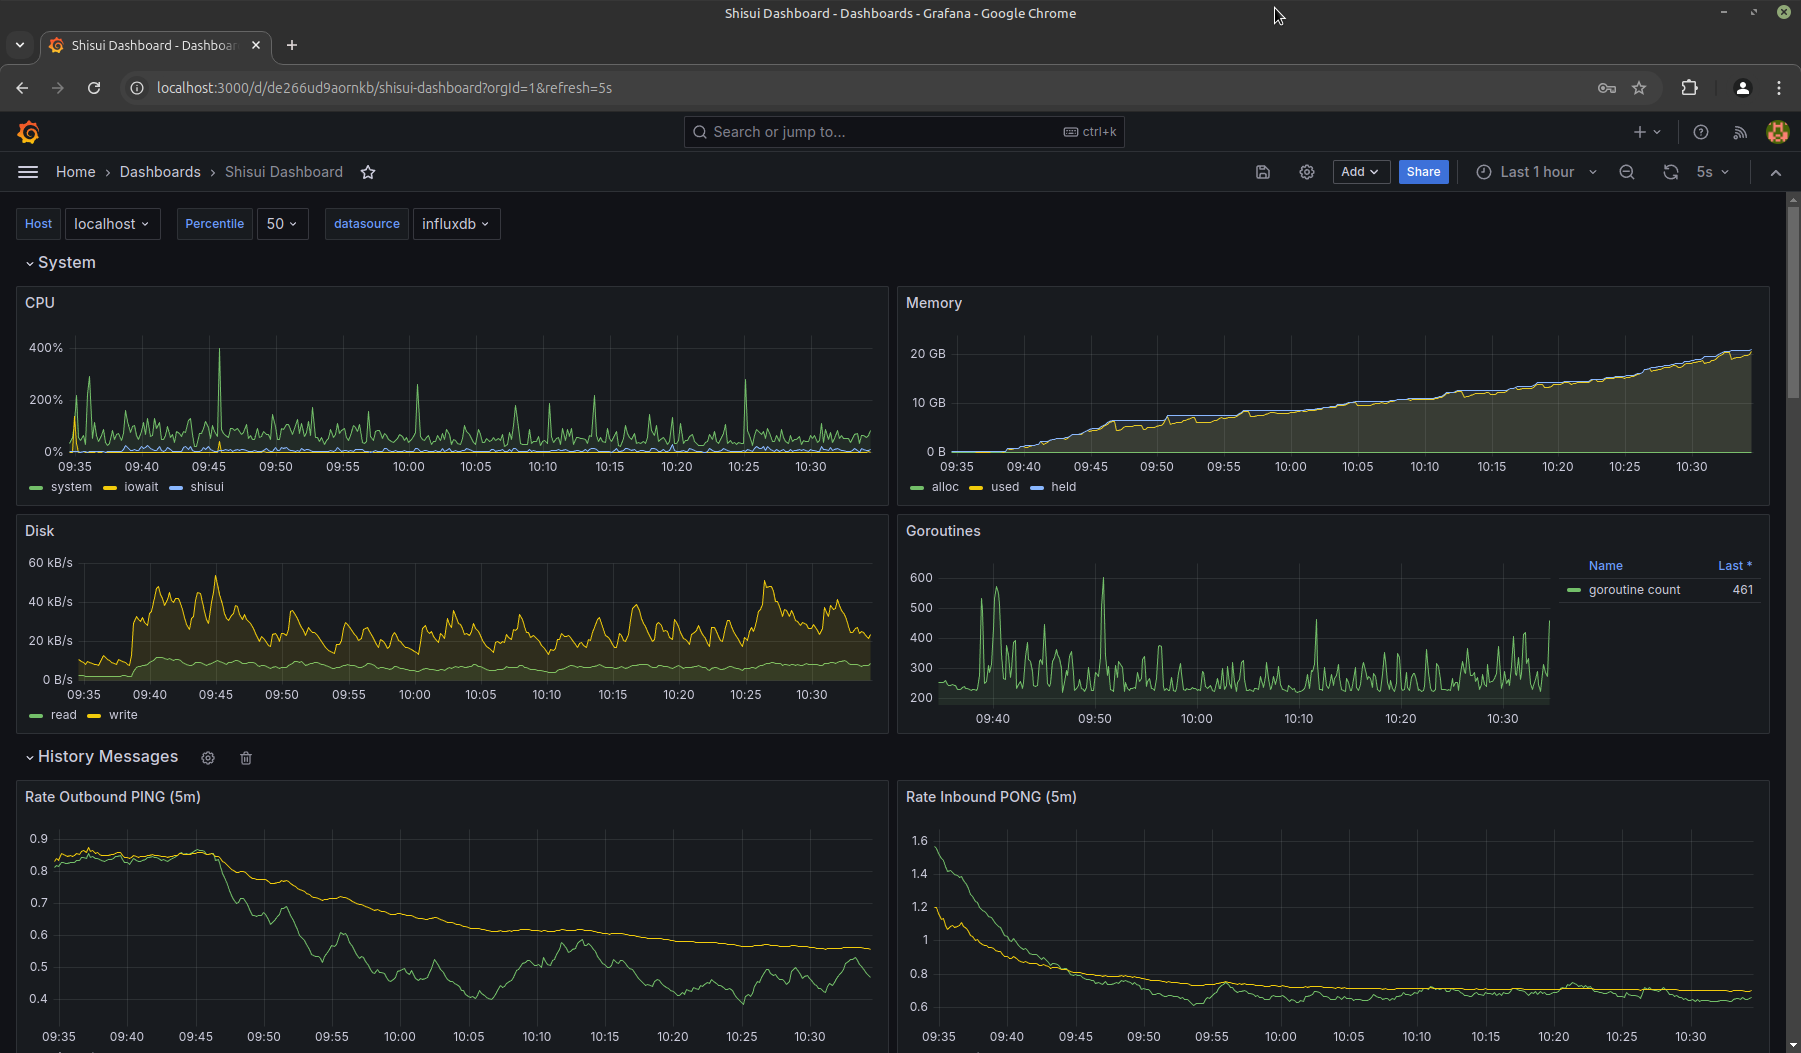 Shisui Dashboard - Dashboards - Grafana - Google Chrome
Shisui Dashboard - Dashboar
localhost:3000/d/de266ud9aornkb/shisui-dashboard?orgId=1&refresh=5s
Search or jump to... ctrl+k
Home › Dashboards › Shisui Dashboard Add Share Last 1 hour 5s
Host localhost Percentile 50 datasource influxdb
System
CPU
400%
200%
0%
09:35 09:40 09:45 09:50 09:55 10:00 10:05 10:10 10:15 10:20 10:25 10:30
system iowait shisui
Memory
20 GB
10 GB
0 B
09:35 09:40 09:45 09:50 09:55 10:00 10:05 10:10 10:15 10:20 10:25 10:30
alloc used held
Disk
60 kB/s
40 kB/s
20 kB/s
0 B/s
09:35 09:40 09:45 09:50 09:55 10:00 10:05 10:10 10:15 10:20 10:25 10:30
read write
Goroutines
600
500
400
300
200
09:40 09:50 10:00 10:10 10:20 10:30
Name Last *
goroutine count 461
History Messages
Rate Outbound PING (5m)
0.9
0.8
0.7
0.6
0.5
0.4
09:35 09:40 09:45 09:50 09:55 10:00 10:05 10:10 10:15 10:20 10:25 10:30
Rate Inbound PONG (5m)
1.6
1.4
1.2
1
0.8
0.6
09:35 09:40 09:45 09:50 09:55 10:00 10:05 10:10 10:15 10:20 10:25 10:30